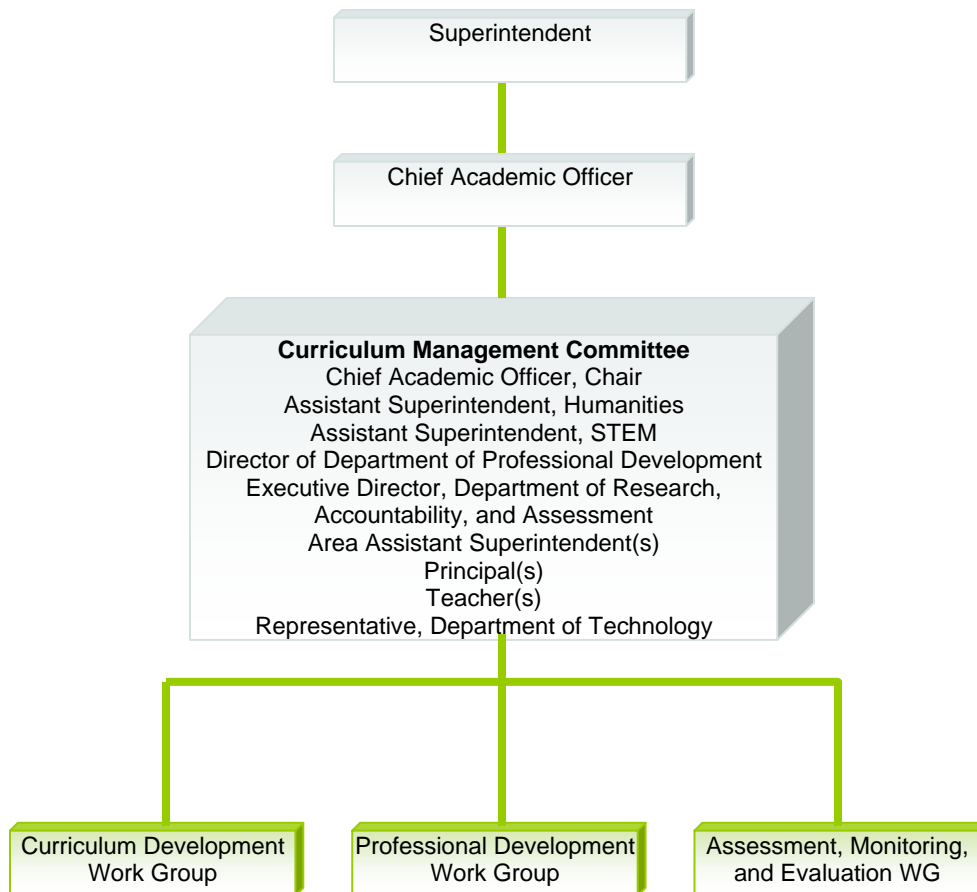 Superintendent
Chief Academic Officer
Curriculum Management Committee
Chief Academic Officer, Chair
Assistant Superintendent, Humanities
Assistant Superintendent, STEM
Director of Department of Professional Development
Executive Director, Department of Research,
Accountability, and Assessment
Area Assistant Superintendent(s)
Principal(s)
Teacher(s)
Representative, Department of Technology
Curriculum Development
Work Group
Professional Development
Work Group
Assessment, Monitoring,
and Evaluation WG